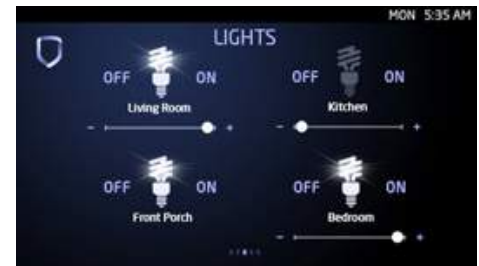 MON 5:35 AM
LIGHTS
OFF ON OFF ON
Living Room Kitchen
- + - +
OFF ON OFF ON
Front Porch Bedroom
- +